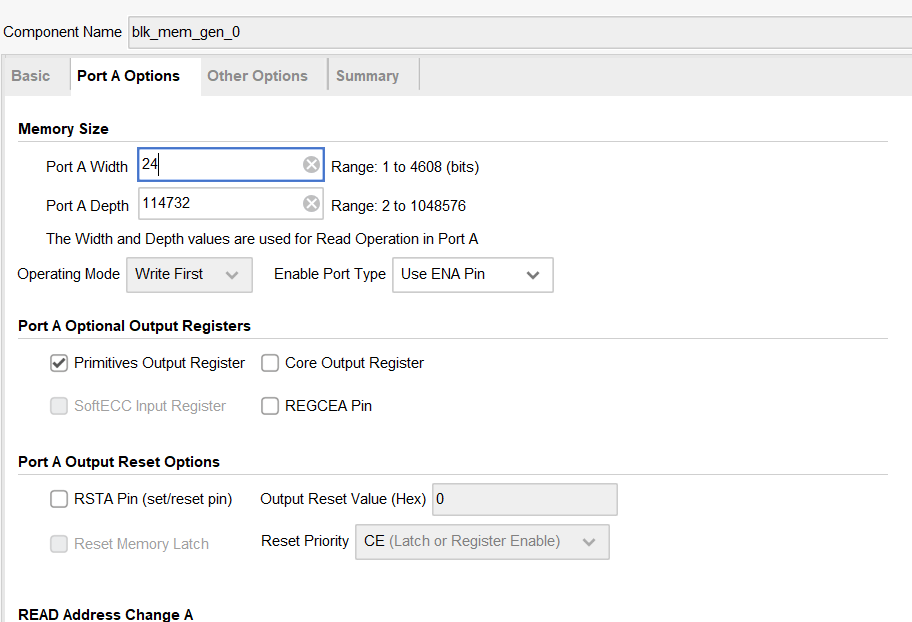 Component Name blk_mem_gen_0
Basic Port A Options Other Options Summary
Memory Size
Port A Width 24 Range: 1 to 4608 (bits)
Port A Depth 114732 Range: 2 to 1048576
The Width and Depth values are used for Read Operation in Port A
Operating Mode Write First Enable Port Type Use ENA Pin
Port A Optional Output Registers
Primitives Output Register Core Output Register
SoftECC Input Register REGCEA Pin
Port A Output Reset Options
RSTA Pin (set/reset pin) Output Reset Value (Hex) 0
Reset Memory Latch Reset Priority CE (Latch or Register Enable)
READ Address Change A